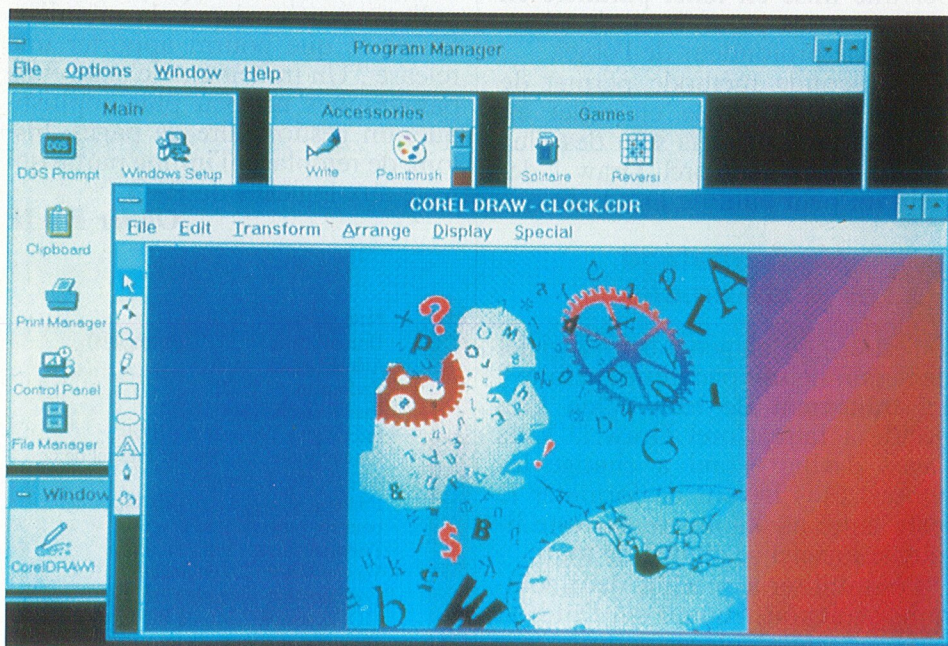 Program Manager
File Options Window Help
Main
DOS
DOS Prompt
Windows Setup
Clipboard
Print Manager
Control Panel
File Manager
Accessories
Write
Paintbrush
Games
Solitaire
Reversi
Window
CorelDRAW!
COREL DRAW - CLOCK.CDR
File Edit Transform Arrange Display Special
A
?
P
C
P
A
!
G
D
&
$
B
b
W